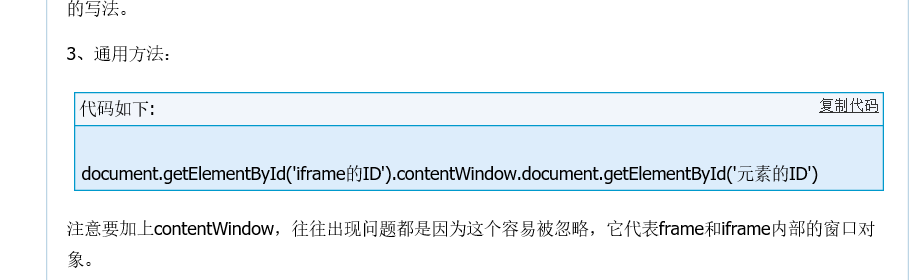 的写法。
3、通用方法：
代码如下:
复制代码
document.getElementById('iframe的ID').contentWindow.document.getElementById('元素的ID')
注意要加上contentWindow，往往出现问题都是因为这个容易被忽略，它代表frame和iframe内部的窗口对
象。